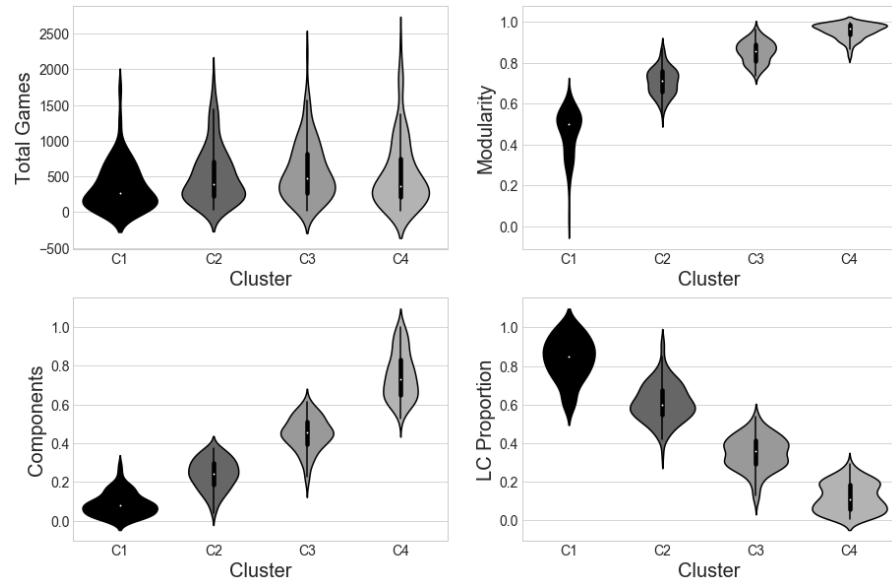 Total Games
2500
2000
1500
1000
500
0
−500
C1 C2 C3 C4
Cluster
Modularity
1.0
0.8
0.6
0.4
0.2
0.0
C1 C2 C3 C4
Cluster
Components
1.0
0.8
0.6
0.4
0.2
0.0
C1 C2 C3 C4
Cluster
LC Proportion
1.0
0.8
0.6
0.4
0.2
0.0
C1 C2 C3 C4
Cluster